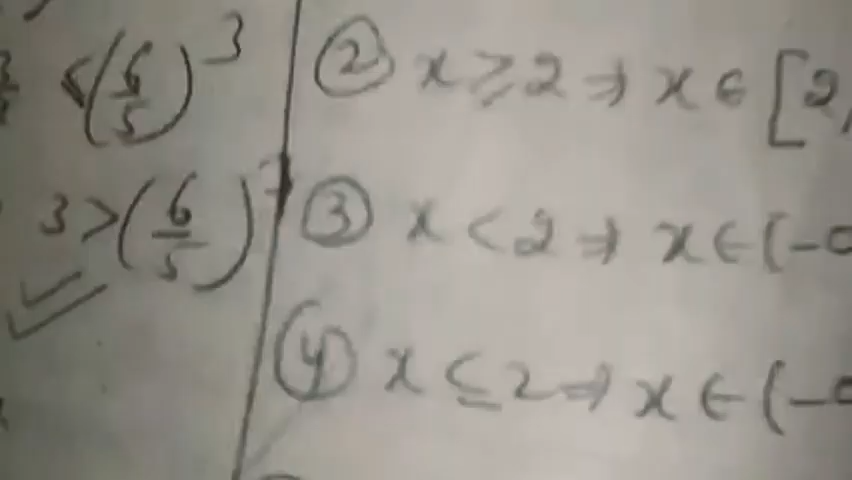 < (6/5)^3
3 > (6/5)
② x ≥ 2 ⇒ x ∈ [2,
③ x < 2 ⇒ x ∈ (-∞
④ x ≤ 2 ⇒ x ∈ (-∞